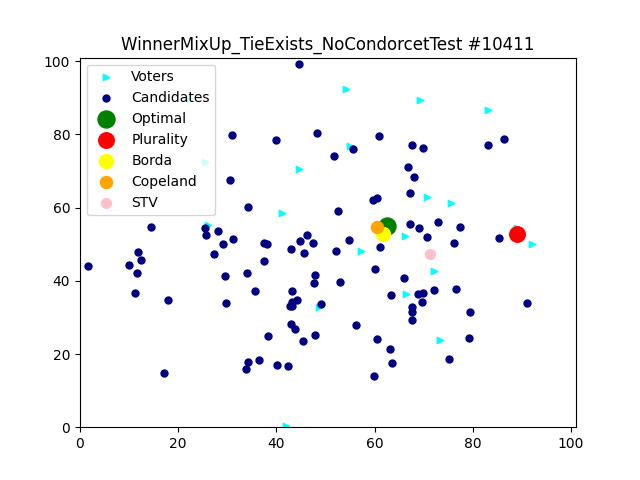 WinnerMixUp_TieExists_NoCondorcetTest #10411
100
80
60
40
20
0
0 20 40 60 80 100
Voters
Candidates
Optimal
Plurality
Borda
Copeland
STV